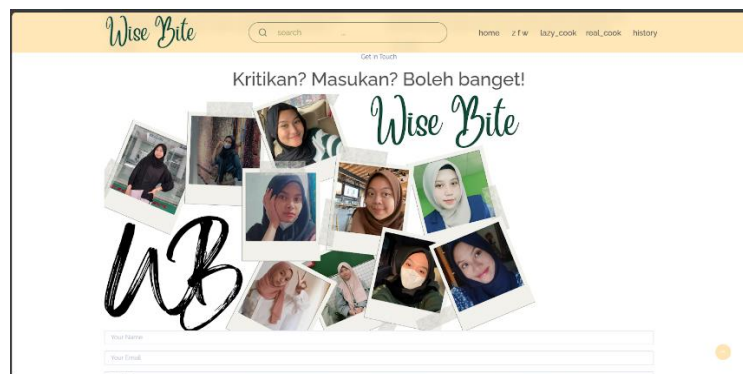 Wise Bite
search
home z f w lazy_cook real_cook history
Get in Touch
Kritikan? Masukan? Boleh banget!
Wise Bite
WB
Your Name
Your Email